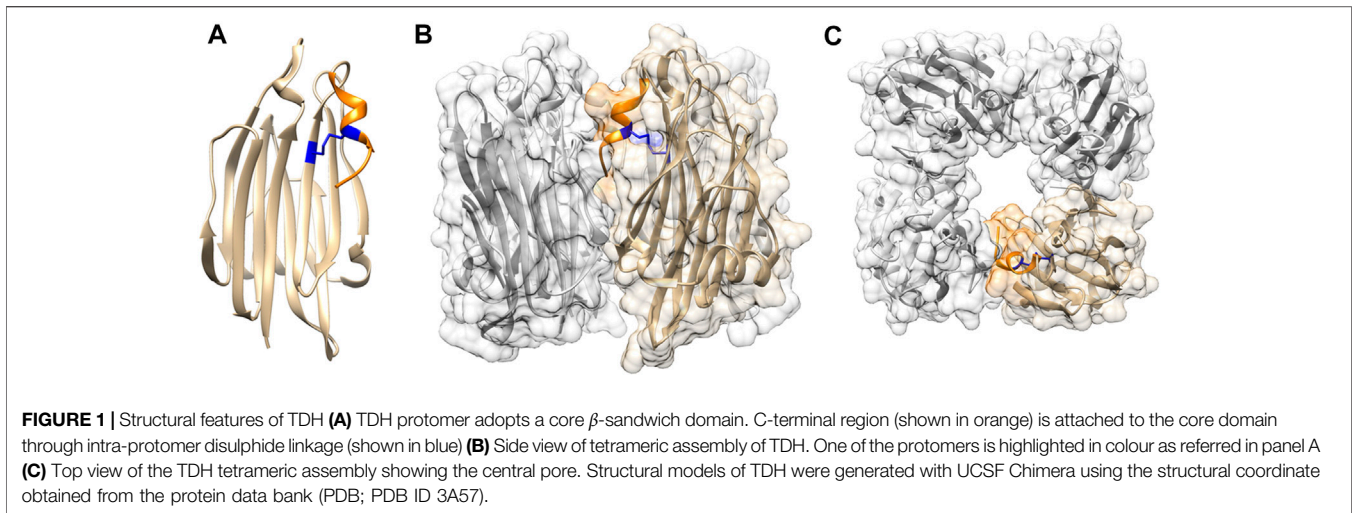 A
B
C
FIGURE 1 | Structural features of TDH (A) TDH protomer adopts a core β-sandwich domain. C-terminal region (shown in orange) is attached to the core domain
through intra-protomer disulphide linkage (shown in blue) (B) Side view of tetrameric assembly of TDH. One of the protomers is highlighted in colour as referred in panel A
(C) Top view of the TDH tetrameric assembly showing the central pore. Structural models of TDH were generated with UCSF Chimera using the structural coordinate
obtained from the protein data bank (PDB; PDB ID 3A57).